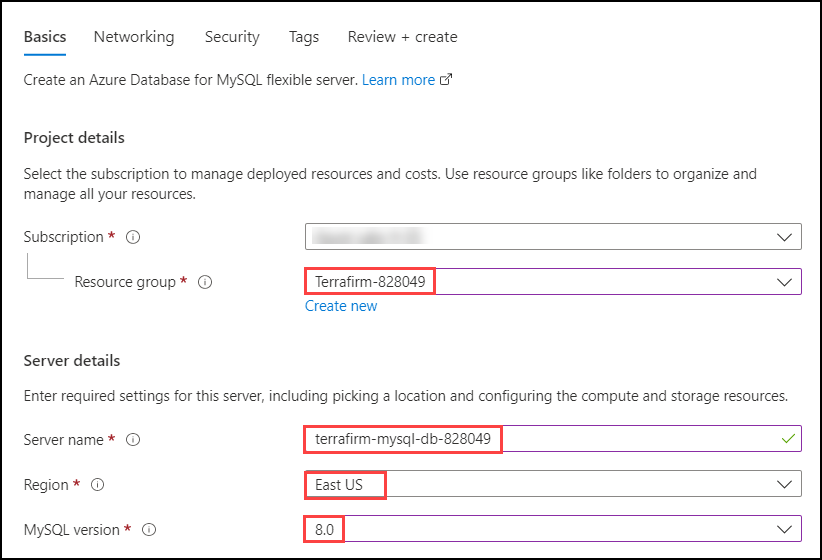 Basics Networking Security Tags Review + create
Create an Azure Database for MySQL flexible server. Learn more
Project details
Select the subscription to manage deployed resources and costs. Use resource groups like folders to organize and
manage all your resources.
Subscription *
Resource group * Terrafirm-828049
Create new
Server details
Enter required settings for this server, including picking a location and configuring the compute and storage resources.
Server name * terrafirm-mysql-db-828049
Region * East US
MySQL version * 8.0